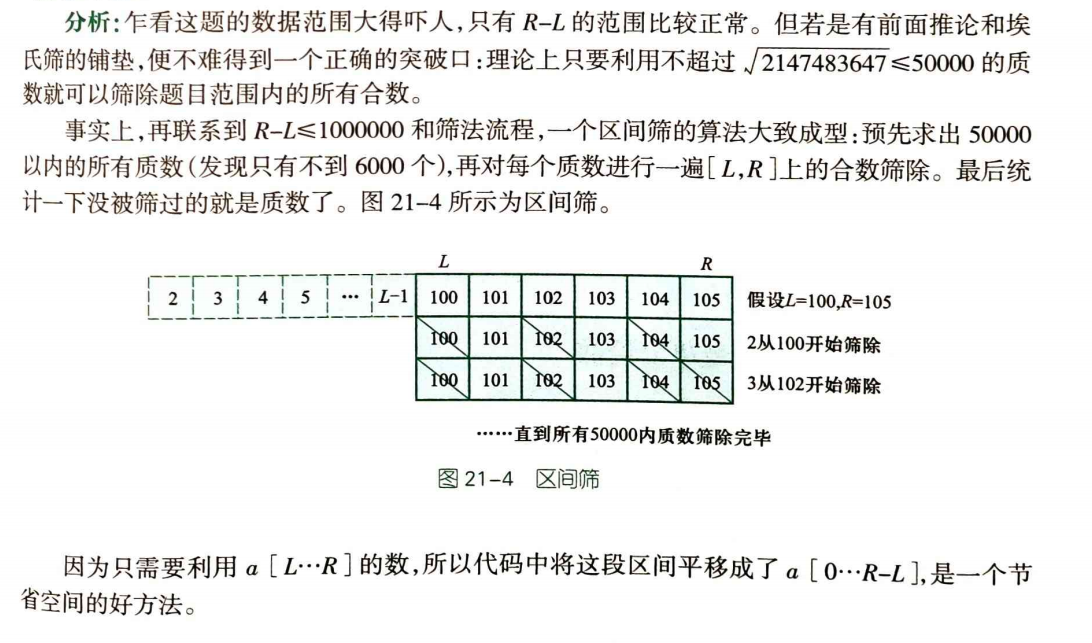 分析:乍看这题的数据范围大得吓人,只有 R-L 的范围比较正常。但若是有前面推论和埃
氏筛的铺垫,便不难得到一个正确的突破口:理论上只要利用不超过 √2147483647≤50000 的质
数就可以筛除题目范围内的所有合数。
事实上,再联系到 R-L≤1000000 和筛法流程,一个区间筛的算法大致成型:预先求出 50000
以内的所有质数(发现只有不到 6000 个),再对每个质数进行一遍[L,R]上的合数筛除。最后统
计一下没被筛过的就是质数了。图 21-4 所示为区间筛。
L R
2 3 4 5 … L-1 100 101 102 103 104 105 假设L=100,R=105
100 101 102 103 104 105 2从100开始筛除
100 101 102 103 104 105 3从102开始筛除
……直到所有50000内质数筛除完毕
图 21-4 区间筛
因为只需要利用 a [L…R]的数,所以代码中将这段区间平移成了 a [0…R-L],是一个节
省空间的好方法。